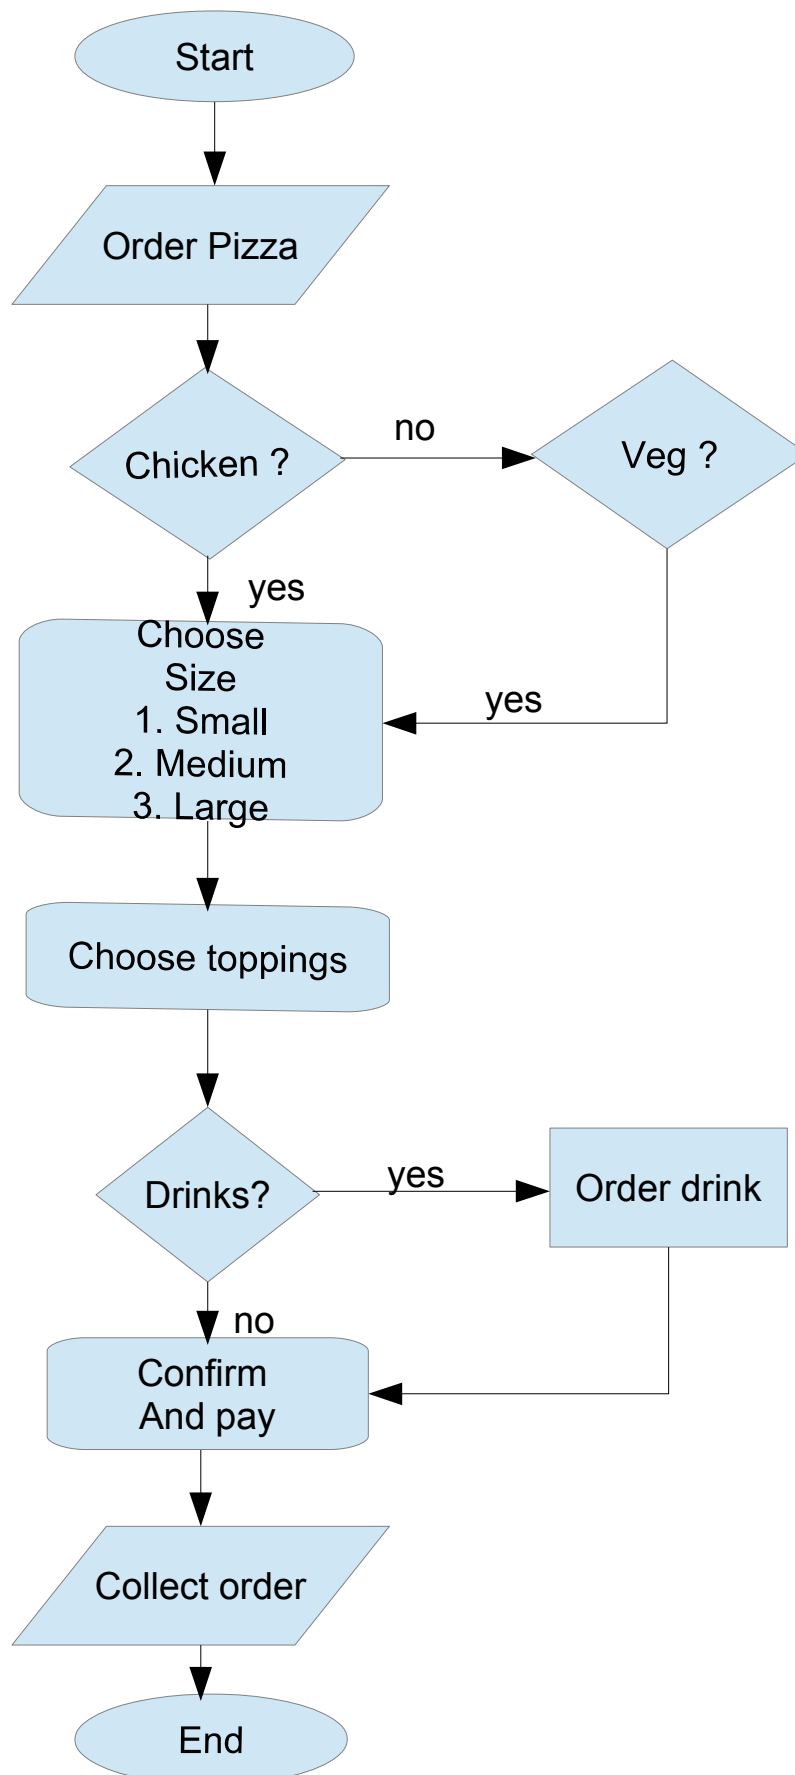 Start
Order Pizza
Chicken ?
no
Veg ?
yes
Choose
Size
1. Small
2. Medium
3. Large
yes
Choose toppings
Drinks?
yes
Order drink
no
Confirm
And pay
Collect order
End